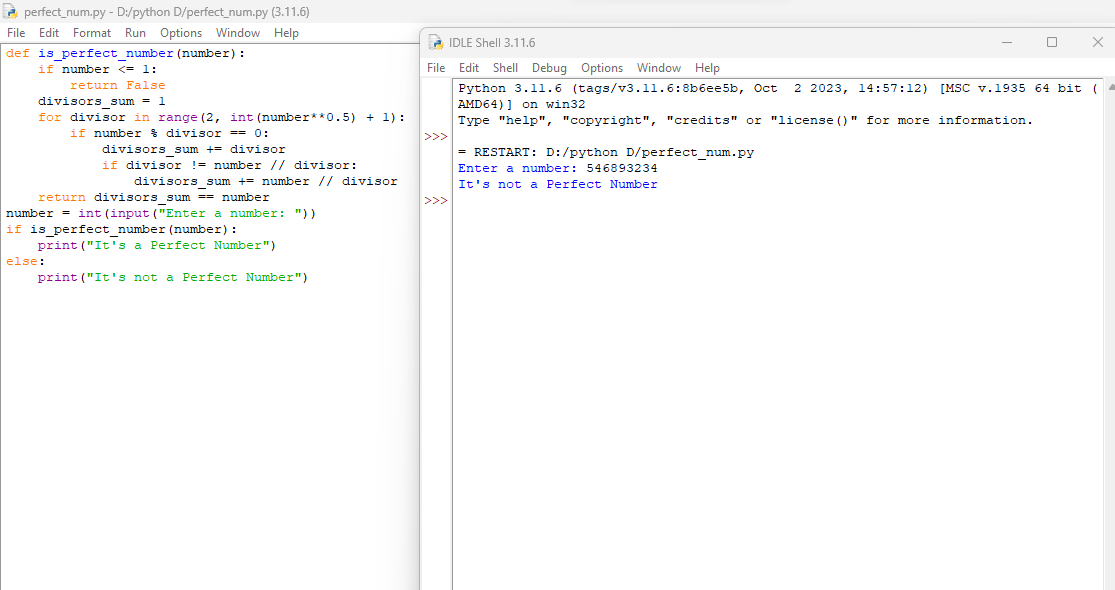 perfect_num.py - D:/python D/perfect_num.py (3.11.6)
File Edit Format Run Options Window Help
def is_perfect_number(number):
    if number <= 1:
        return False
    divisors_sum = 1
    for divisor in range(2, int(number**0.5) + 1):
        if number % divisor == 0:
            divisors_sum += divisor
            if divisor != number // divisor:
                divisors_sum += number // divisor
    return divisors_sum == number
number = int(input("Enter a number: "))
if is_perfect_number(number):
    print("It's a Perfect Number")
else:
    print("It's not a Perfect Number")
IDLE Shell 3.11.6
File Edit Shell Debug Options Window Help
Python 3.11.6 (tags/v3.11.6:8b6ee5b, Oct  2 2023, 14:57:12) [MSC v.1935 64 bit (
AMD64)] on win32
Type "help", "copyright", "credits" or "license()" for more information.
>>>
= RESTART: D:/python D/perfect_num.py
Enter a number: 546893234
It's not a Perfect Number
>>>